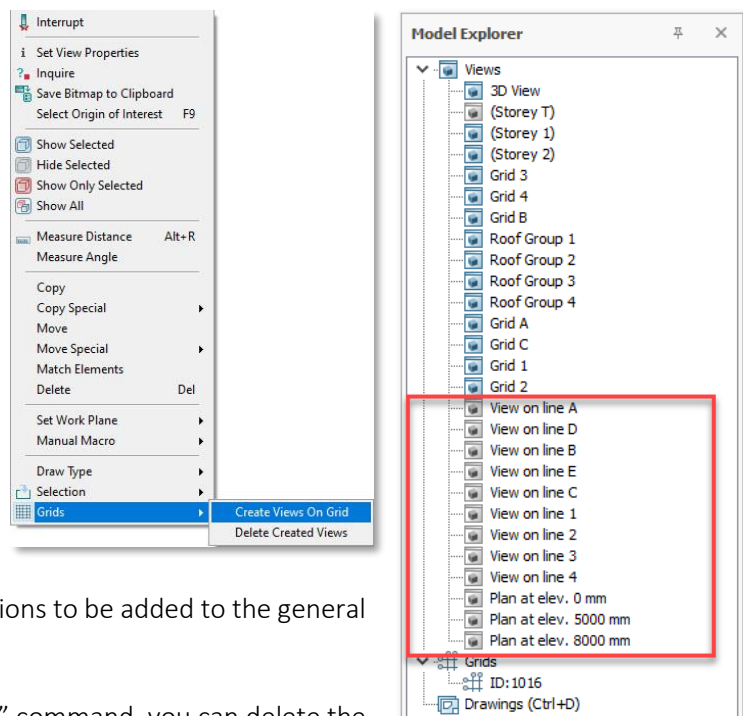 Interrupt
i Set View Properties
Inquire
Save Bitmap to Clipboard
Select Origin of Interest F9
Show Selected
Hide Selected
Show Only Selected
Show All
Measure Distance Alt+R
Measure Angle
Copy
Copy Special
Move
Move Special
Match Elements
Delete Del
Set Work Plane
Manual Macro
Draw Type
Selection
Grids
Create Views On Grid
Delete Created Views
ions to be added to the general
” command, you can delete the
Model Explorer
Views
3D View
(Storey T)
(Storey 1)
(Storey 2)
Grid 3
Grid 4
Grid B
Roof Group 1
Roof Group 2
Roof Group 3
Roof Group 4
Grid A
Grid C
Grid 1
Grid 2
View on line A
View on line D
View on line B
View on line E
View on line C
View on line 1
View on line 2
View on line 3
View on line 4
Plan at elev. 0 mm
Plan at elev. 5000 mm
Plan at elev. 8000 mm
Grids
ID:1016
Drawings (Ctrl+D)